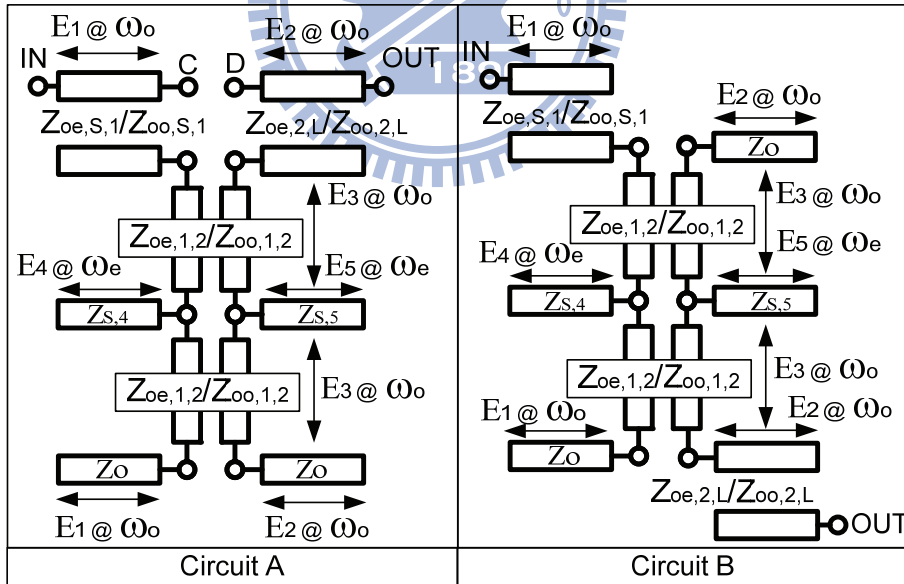 E1 @ ωo
E2 @ ωo
IN
C
D
OUT
Zoe,S,1/Zoo,S,1
Zoe,2,L/Zoo,2,L
E3 @ ωo
Zoe,1,2/Zoo,1,2
E4 @ ωe
E5 @ ωe
ZS,4
ZS,5
Zoe,1,2/Zoo,1,2
E3 @ ωo
Zo
Zo
E1 @ ωo
E2 @ ωo
Circuit A
E1 @ ωo
IN
Zoe,S,1/Zoo,S,1
E2 @ ωo
Zo
E3 @ ωo
Zoe,1,2/Zoo,1,2
E4 @ ωe
E5 @ ωe
ZS,4
ZS,5
Zoe,1,2/Zoo,1,2
E3 @ ωo
E1 @ ωo
E2 @ ωo
Zo
Zoe,2,L/Zoo,2,L
OUT
Circuit B